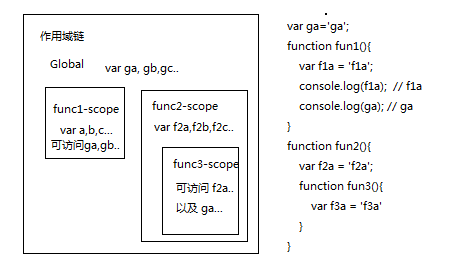 作用域链
Global
var ga, gb,gc..
func1-scope
var a,b,c...
可访问ga,gb..
func2-scope
var f2a,f2b,f2c..
func3-scope
可访问 f2a..
以及 ga...
var ga='ga';
function fun1(){
var f1a = 'f1a';
console.log(f1a);  // f1a
console.log(ga); // ga
}
function fun2(){
var f2a = 'f2a';
function fun3(){
var f3a = 'f3a'
}
}